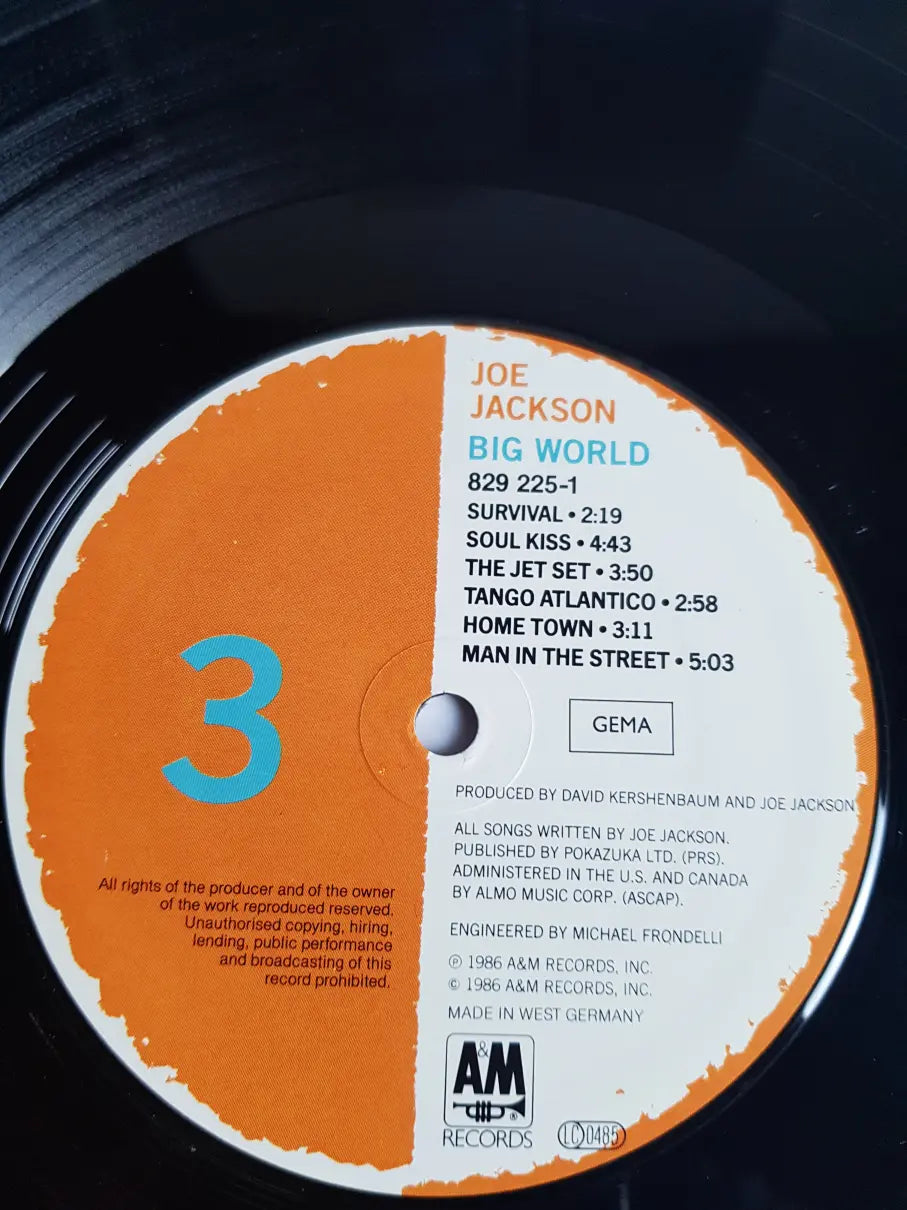 JOE
JACKSON
BIG WORLD
829 225-1
SURVIVAL • 2:19
SOUL KISS • 4:43
THE JET SET • 3:50
TANGO ATLANTICO • 2:58
HOME TOWN • 3:11
MAN IN THE STREET • 5:03
GEMA
3
PRODUCED BY DAVID KERSHENBAUM AND JOE JACKSON
ALL SONGS WRITTEN BY JOE JACKSON.
PUBLISHED BY POKAZUKA LTD. (PRS).
ADMINISTERED IN THE U.S. AND CANADA
BY ALMO MUSIC CORP. (ASCAP).
ENGINEERED BY MICHAEL FRONDELLI
℗ 1986 A&M RECORDS, INC.
© 1986 A&M RECORDS, INC.
MADE IN WEST GERMANY
A&M
®
RECORDS
LC 0485
All rights of the producer and of the owner
of the work reproduced reserved.
Unauthorised copying, hiring,
lending, public performance
and broadcasting of this
record prohibited.